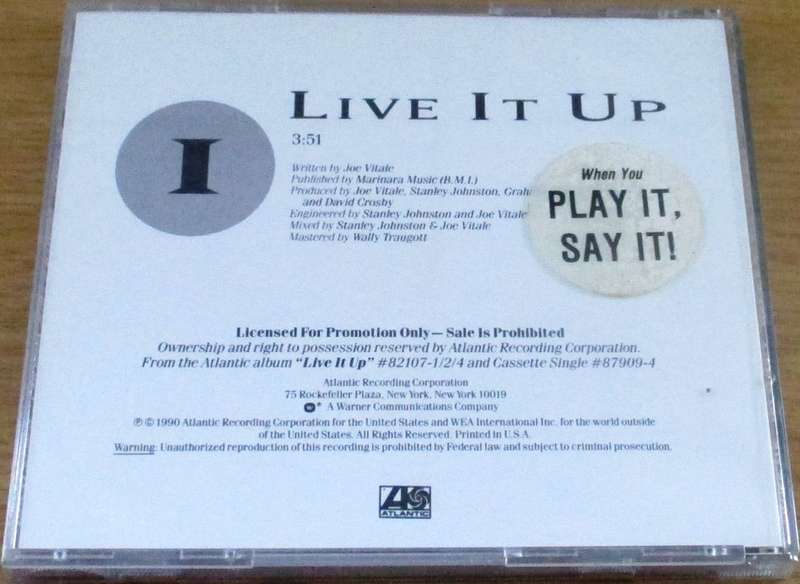 I
LIVE IT UP
3:51
Written by Joe Vitale
Published by Marinara Music (B.M.I.)
Produced by Joe Vitale, Stanley Johnston,
and David Crosby
Engineered by Stanley Johnston and Joe Vitale
Mixed by Stanley Johnston & Joe Vitale
Mastered by Wally Traugott
When You
PLAY IT,
SAY IT!
Licensed For Promotion Only — Sale Is Prohibited
Ownership and right to possession reserved by Atlantic Recording Corporation.
From the Atlantic album "Live It Up" #82107-1/2/4 and Cassette Single #87909-4
Atlantic Recording Corporation
75 Rockefeller Plaza, New York, New York 10019
® A Warner Communications Company
℗ © 1990 Atlantic Recording Corporation for the United States and WEA International Inc. for the world outside
of the United States. All Rights Reserved. Printed in U.S.A.
Warning: Unauthorized reproduction of this recording is prohibited by Federal law and subject to criminal prosecution.
ATLANTIC